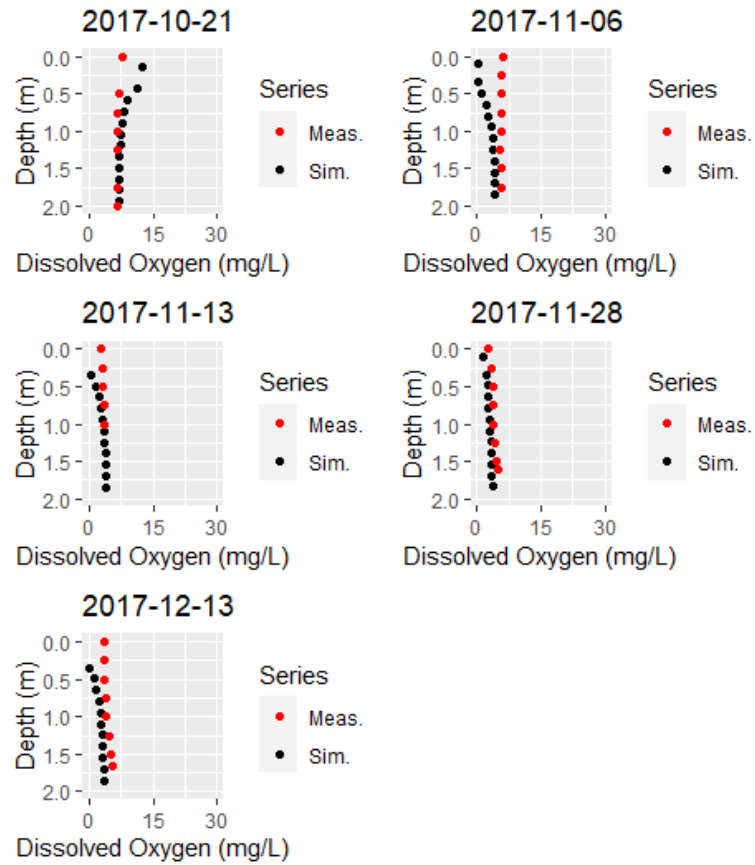 2017-10-21
0.0
0.5
1.0
1.5
2.0
Depth (m)
0 15 30
Dissolved Oxygen (mg/L)
Series
Meas.
Sim.
2017-11-06
0.0
0.5
1.0
1.5
2.0
Depth (m)
0 15 30
Dissolved Oxygen (mg/L)
Series
Meas.
Sim.
2017-11-13
0.0
0.5
1.0
1.5
2.0
Depth (m)
0 15 30
Dissolved Oxygen (mg/L)
Series
Meas.
Sim.
2017-11-28
0.0
0.5
1.0
1.5
2.0
Depth (m)
0 15 30
Dissolved Oxygen (mg/L)
Series
Meas.
Sim.
2017-12-13
0.0
0.5
1.0
1.5
2.0
Depth (m)
0 15 30
Dissolved Oxygen (mg/L)
Series
Meas.
Sim.